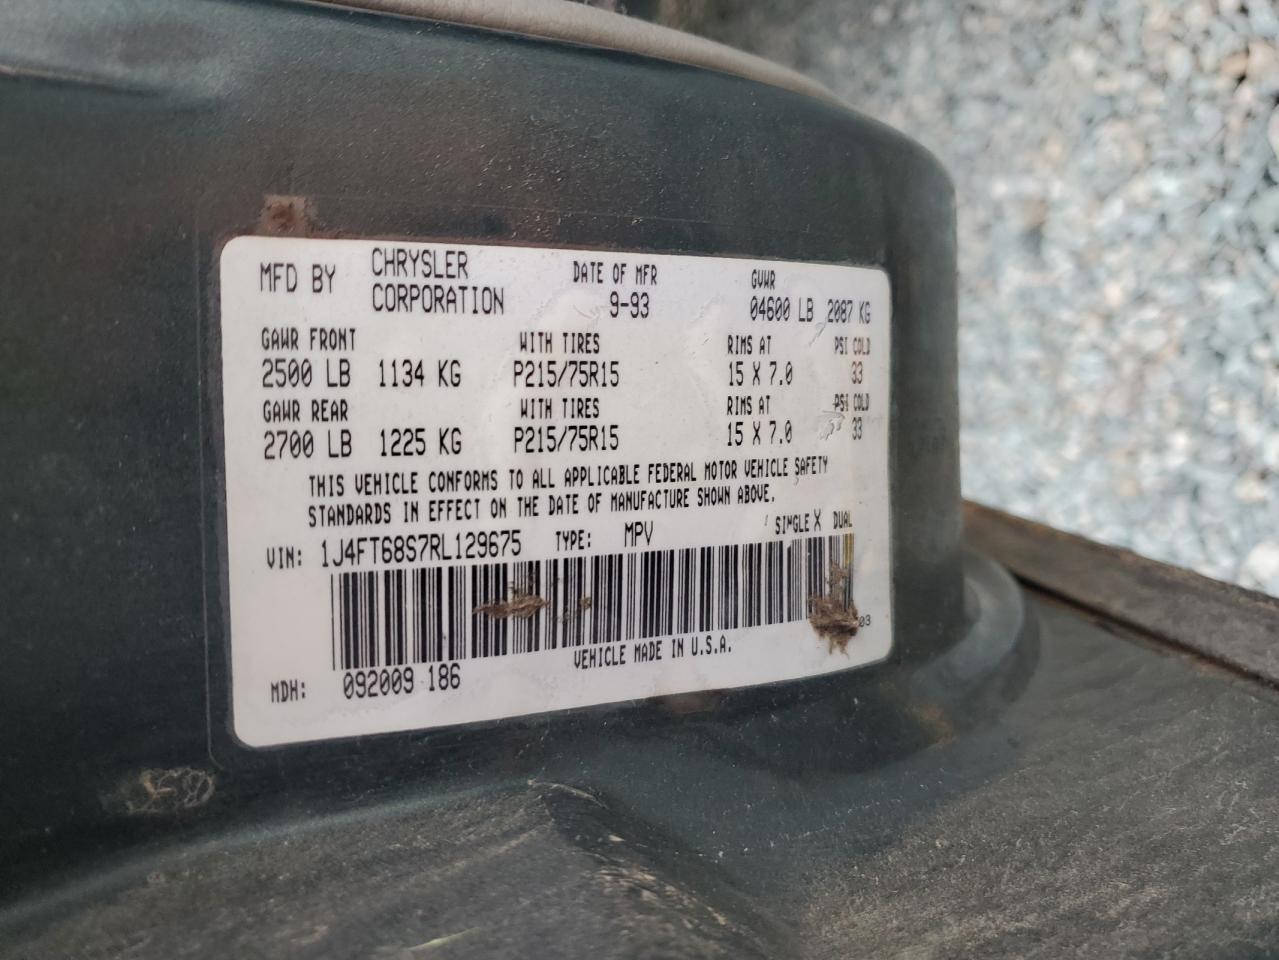 MFD BY CHRYSLER CORPORATION DATE OF MFR 9-93 GVWR 04600 LB 2087 KG
GAWR FRONT WITH TIRES RIMS AT PSI COLD
2500 LB 1134 KG P215/75R15 15 X 7.0 33
GAWR REAR WITH TIRES RIMS AT PSI COLD
2700 LB 1225 KG P215/75R15 15 X 7.0 33
THIS VEHICLE CONFORMS TO ALL APPLICABLE FEDERAL MOTOR VEHICLE SAFETY
STANDARDS IN EFFECT ON THE DATE OF MANUFACTURE SHOWN ABOVE.
VIN: 1J4FT68S7RL129675 TYPE: MPV SINGLE X DUAL
VEHICLE MADE IN U.S.A.
MDH: 092009 186